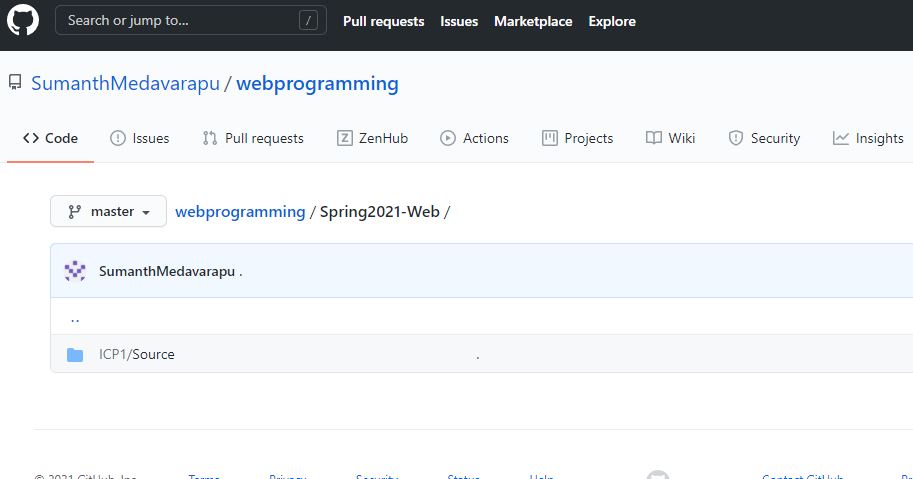 Search or jump to... / Pull requests Issues Marketplace Explore
SumanthMedavarapu / webprogramming
Code Issues Pull requests ZenHub Actions Projects Wiki Security Insights
master webprogramming / Spring2021-Web /
SumanthMedavarapu .
..
ICP1/Source .
© 2021 GitHub, Inc. Terms Privacy Security Status Help Contact GitHub